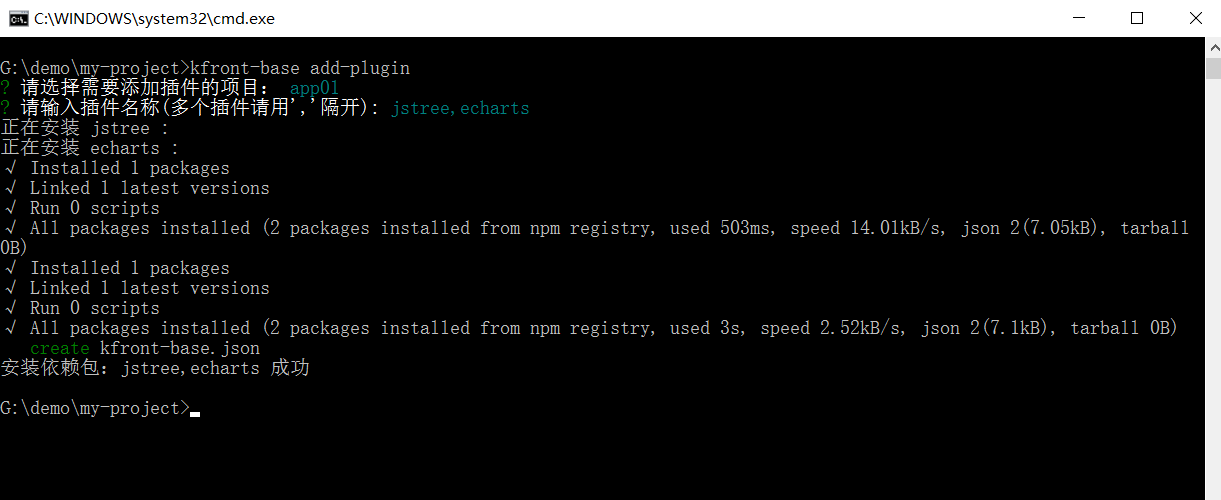 C:\WINDOWS\system32\cmd.exe
G:\demo\my-project>kfront-base add-plugin
? 请选择需要添加插件的项目: app01
? 请输入插件名称(多个插件请用','隔开): jstree,echarts
正在安装 jstree :
正在安装 echarts :
√ Installed 1 packages
√ Linked 1 latest versions
√ Run 0 scripts
√ All packages installed (2 packages installed from npm registry, used 503ms, speed 14.01kB/s, json 2(7.05kB), tarball
0B)
√ Installed 1 packages
√ Linked 1 latest versions
√ Run 0 scripts
√ All packages installed (2 packages installed from npm registry, used 3s, speed 2.52kB/s, json 2(7.1kB), tarball 0B)
create kfront-base.json
安装依赖包: jstree,echarts 成功
G:\demo\my-project>